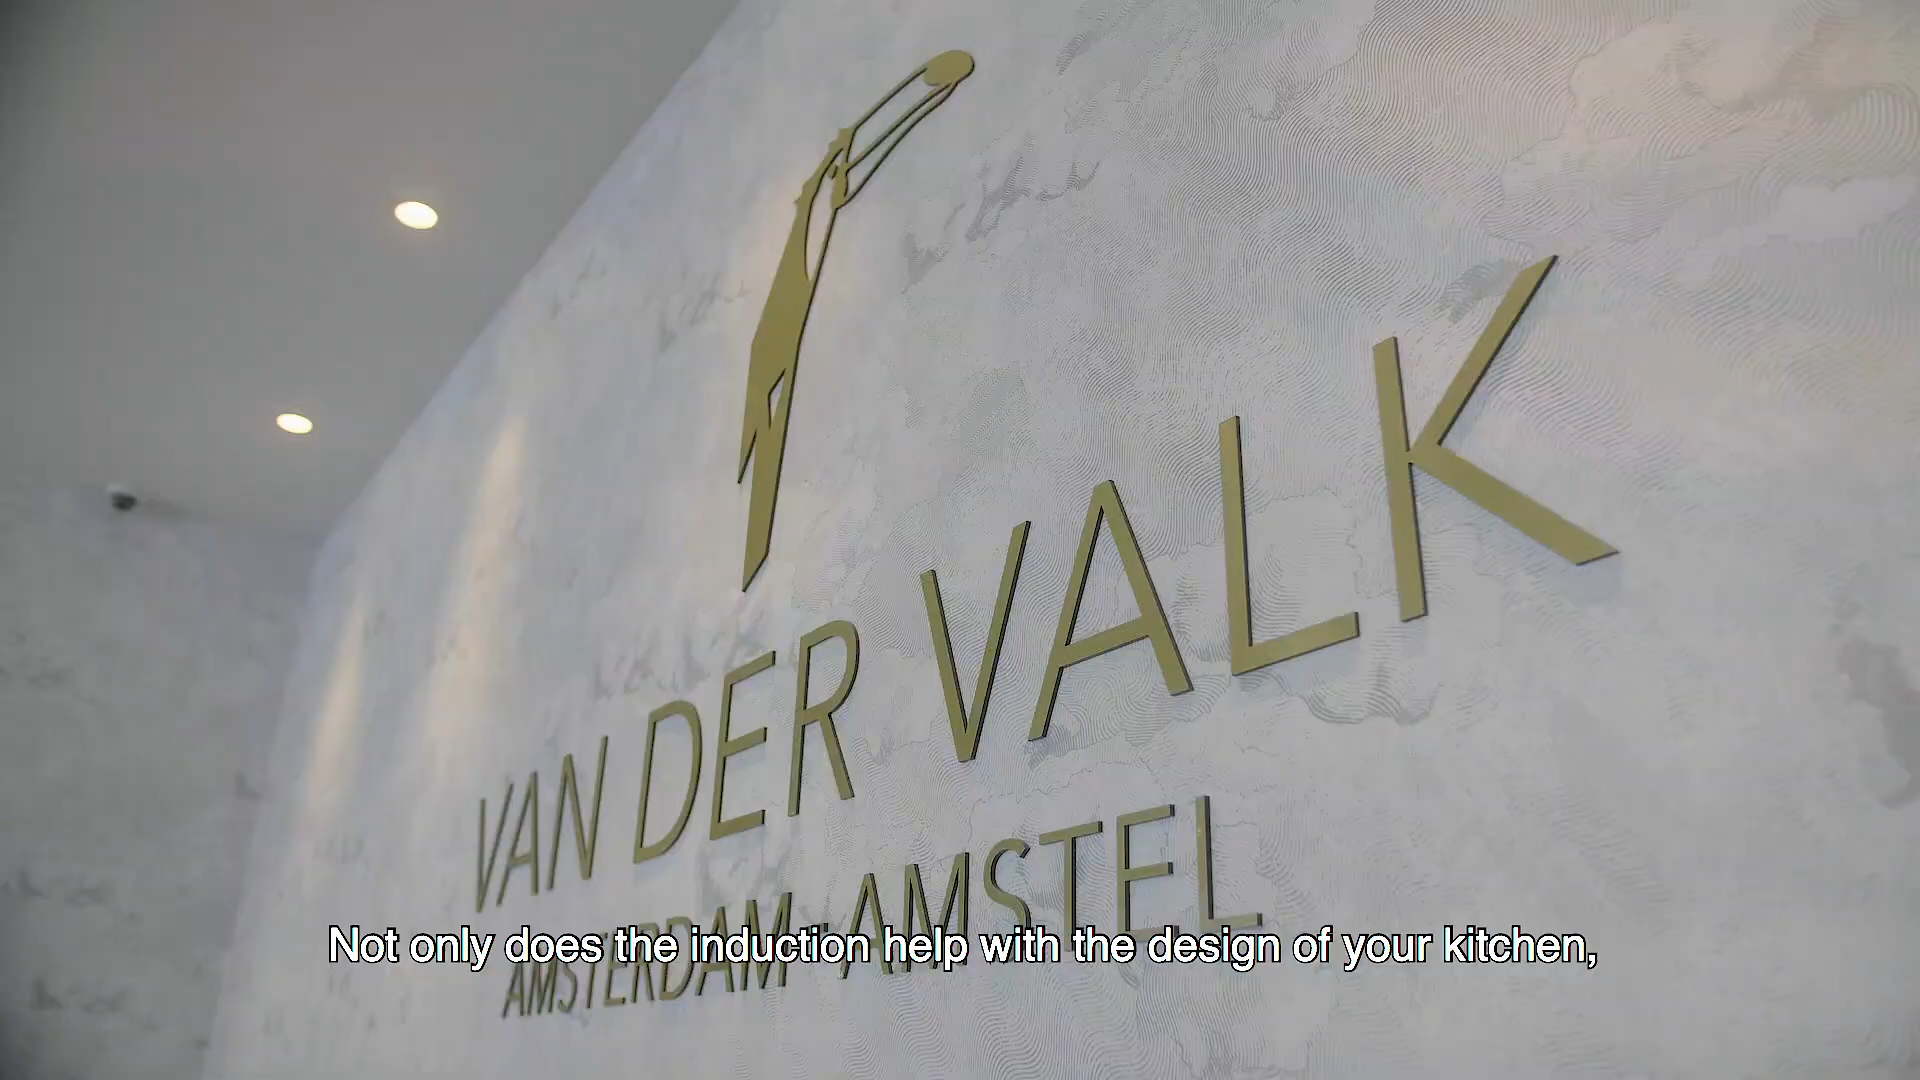 VAN DER VALK
AMSTERDAM-AMSTEL
Not only does the induction help with the design of your kitchen,